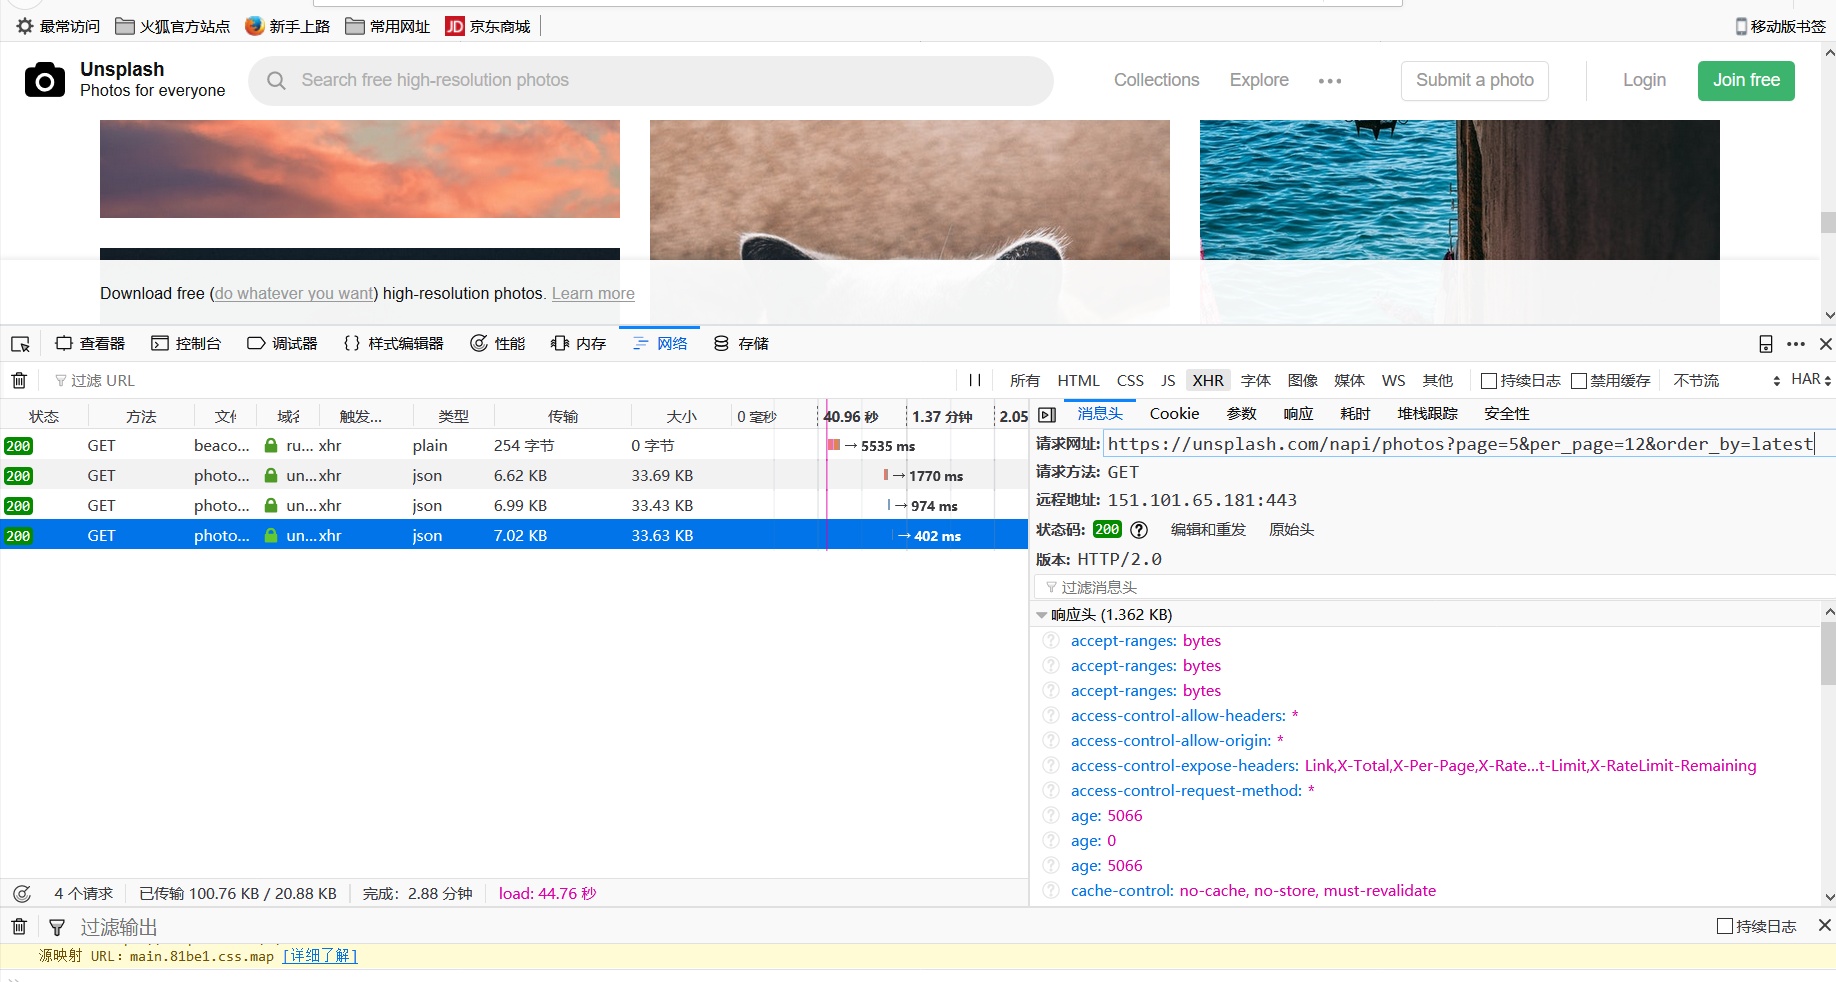 最常访问 火狐官方站点 新手上路 常用网址 JD 京东商城 移动版书签
Unsplash
Photos for everyone
Search free high-resolution photos
Collections Explore Submit a photo Login Join free
Download free (do whatever you want) high-resolution photos. Learn more
查看器 控制台 调试器 {} 样式编辑器 性能 内存 网络 存储
过滤 URL 所有 HTML CSS JS XHR 字体 图像 媒体 WS 其他 持续日志 禁用缓存 不节流 HAR
状态 方法 文件 域名 触发... 类型 传输 大小 0 毫秒 40.96 秒 1.37 分钟 2.05
200 GET beaco... ru... xhr plain 254 字节 0 字节 → 5535 ms
200 GET photo... un... xhr json 6.62 KB 33.69 KB → 1770 ms
200 GET photo... un... xhr json 6.99 KB 33.43 KB → 974 ms
200 GET photo... un... xhr json 7.02 KB 33.63 KB → 402 ms
4 个请求 已传输 100.76 KB / 20.88 KB 完成: 2.88 分钟 load: 44.76 秒
消息头 Cookie 参数 响应 耗时 堆栈跟踪 安全性
请求网址: https://unsplash.com/napi/photos?page=5&per_page=12&order_by=latest
请求方法: GET
远程地址: 151.101.65.181:443
状态码: 200 ? 编辑和重发 原始头
版本: HTTP/2.0
过滤消息头
响应头 (1.362 KB)
? accept-ranges: bytes
? accept-ranges: bytes
? accept-ranges: bytes
? access-control-allow-headers: *
? access-control-allow-origin: *
? access-control-expose-headers: Link,X-Total,X-Per-Page,X-Rate...t-Limit,X-RateLimit-Remaining
? access-control-request-method: *
? age: 5066
? age: 0
? age: 5066
? cache-control: no-cache, no-store, must-revalidate
过滤输出 持续日志
源映射 URL: main.81be1.css.map [详细了解]